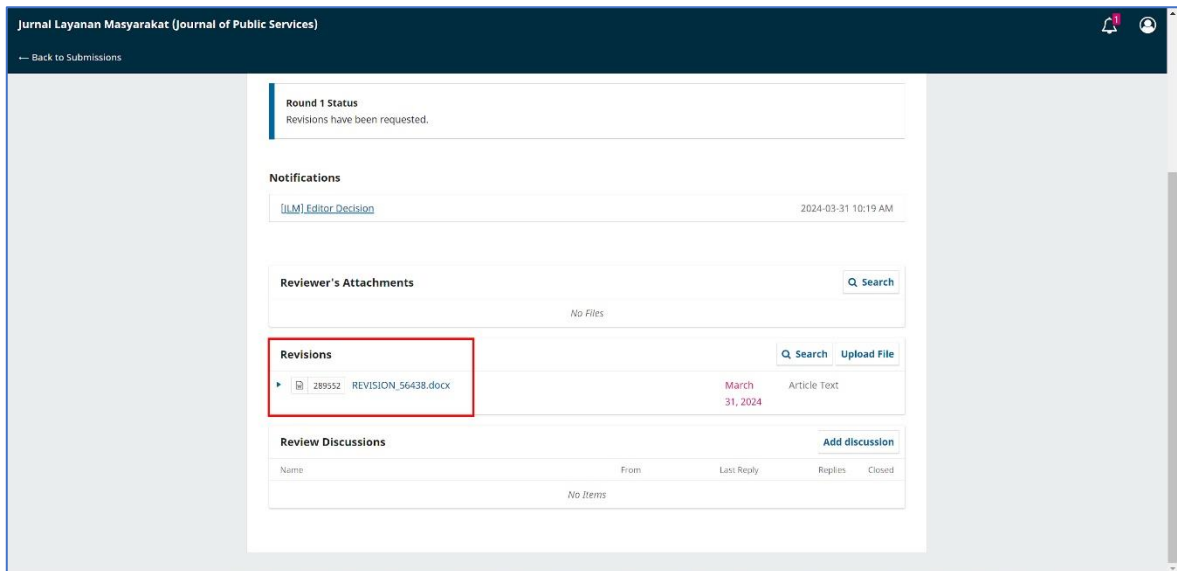 Jurnal Layanan Masyarakat (Journal of Public Services)
1
← Back to Submissions
Round 1 Status
Revisions have been requested.
Notifications
[JLM] Editor Decision 2024-03-31 10:19 AM
Reviewer's Attachments Search
No Files
Revisions Search Upload File
289552 REVISION_56438.docx March 31, 2024 Article Text
Review Discussions Add discussion
Name From Last Reply Replies Closed
No Items